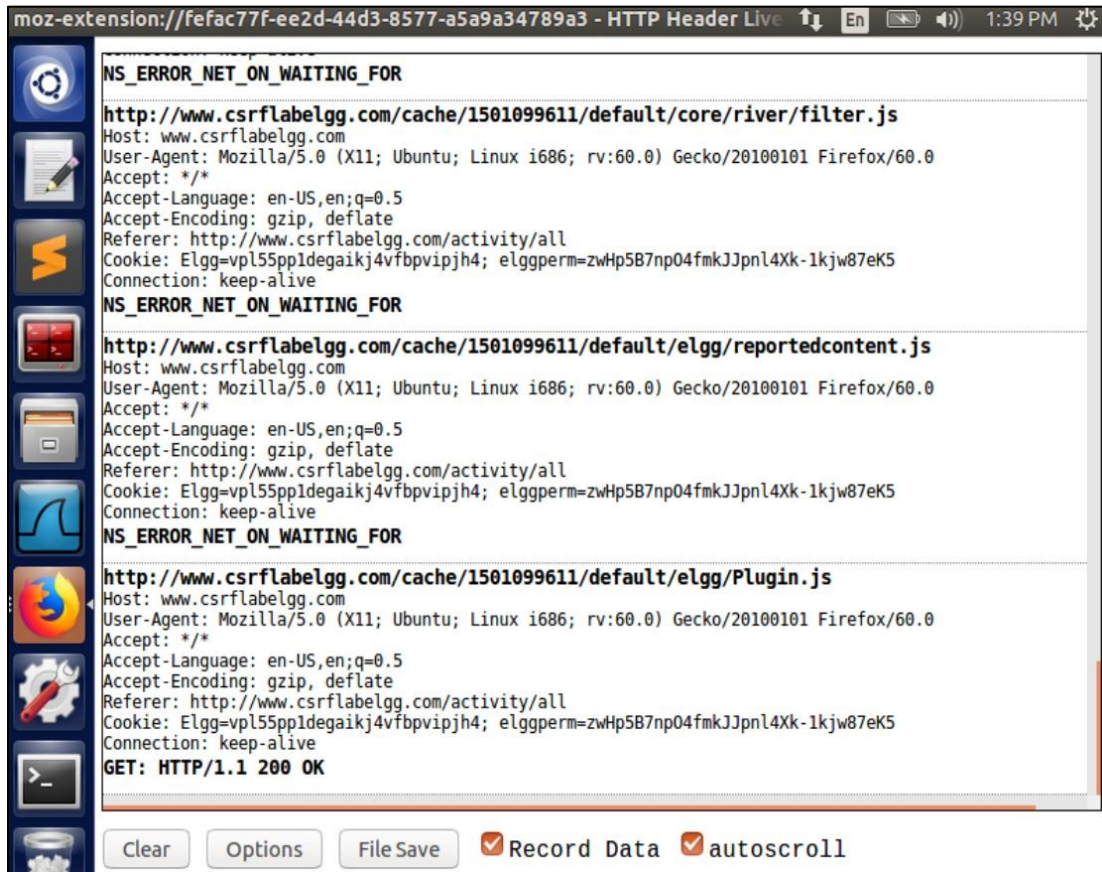 moz-extension://fefac77f-ee2d-44d3-8577-a5a9a34789a3 - HTTP Header Live En 1:39 PM
NS_ERROR_NET_ON_WAITING_FOR
http://www.csrflabelgg.com/cache/1501099611/default/core/river/filter.js
Host: www.csrflabelgg.com
User-Agent: Mozilla/5.0 (X11; Ubuntu; Linux i686; rv:60.0) Gecko/20100101 Firefox/60.0
Accept: */*
Accept-Language: en-US,en;q=0.5
Accept-Encoding: gzip, deflate
Referer: http://www.csrflabelgg.com/activity/all
Cookie: Elgg=vpl55pp1degaikj4vfbpvipjh4; elggperm=zwHp5B7npO4fmkJJpnl4Xk-1kjw87eK5
Connection: keep-alive
NS_ERROR_NET_ON_WAITING_FOR
http://www.csrflabelgg.com/cache/1501099611/default/elgg/reportedcontent.js
Host: www.csrflabelgg.com
User-Agent: Mozilla/5.0 (X11; Ubuntu; Linux i686; rv:60.0) Gecko/20100101 Firefox/60.0
Accept: */*
Accept-Language: en-US,en;q=0.5
Accept-Encoding: gzip, deflate
Referer: http://www.csrflabelgg.com/activity/all
Cookie: Elgg=vpl55pp1degaikj4vfbpvipjh4; elggperm=zwHp5B7npO4fmkJJpnl4Xk-1kjw87eK5
Connection: keep-alive
NS_ERROR_NET_ON_WAITING_FOR
http://www.csrflabelgg.com/cache/1501099611/default/elgg/Plugin.js
Host: www.csrflabelgg.com
User-Agent: Mozilla/5.0 (X11; Ubuntu; Linux i686; rv:60.0) Gecko/20100101 Firefox/60.0
Accept: */*
Accept-Language: en-US,en;q=0.5
Accept-Encoding: gzip, deflate
Referer: http://www.csrflabelgg.com/activity/all
Cookie: Elgg=vpl55pp1degaikj4vfbpvipjh4; elggperm=zwHp5B7npO4fmkJJpnl4Xk-1kjw87eK5
Connection: keep-alive
GET: HTTP/1.1 200 OK
Clear Options File Save Record Data autoscroll